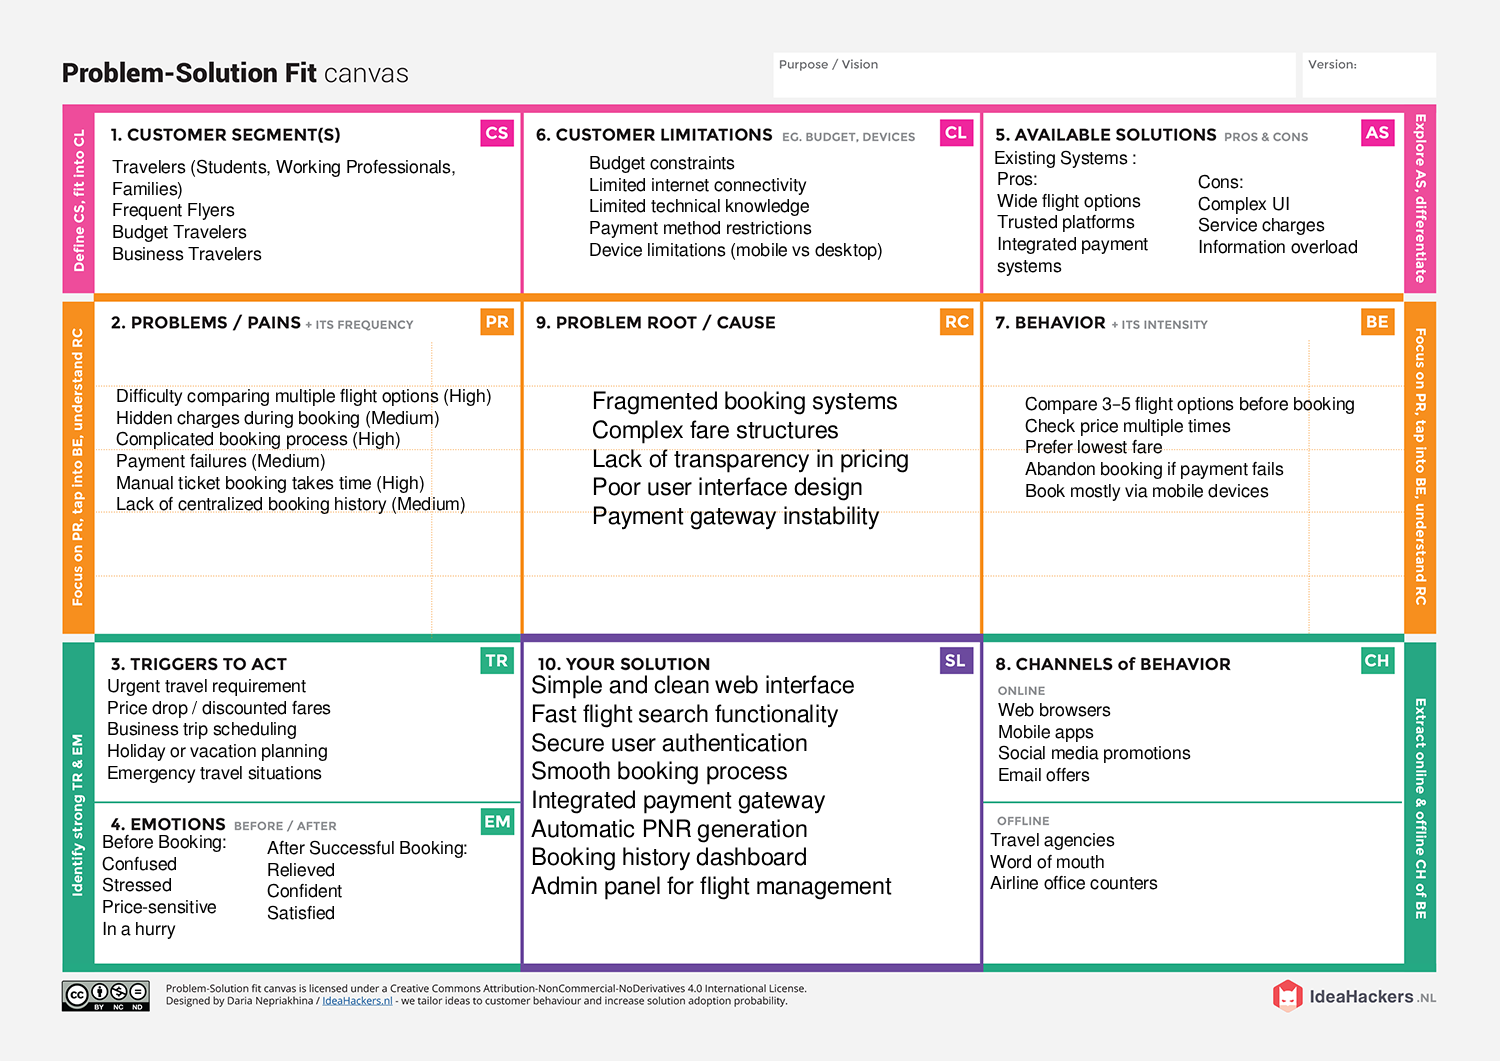 Problem-Solution Fit canvas
Purpose / Vision
Version:
Define CS, fit into CL
1. CUSTOMER SEGMENT(S)
CS
Travelers (Students, Working Professionals,
Families)
Frequent Flyers
Budget Travelers
Business Travelers
6. CUSTOMER LIMITATIONS EG. BUDGET, DEVICES
CL
Budget constraints
Limited internet connectivity
Limited technical knowledge
Payment method restrictions
Device limitations (mobile vs desktop)
5. AVAILABLE SOLUTIONS PROS & CONS
AS
Existing Systems :
Pros:
Wide flight options
Trusted platforms
Integrated payment
systems
Cons:
Complex UI
Service charges
Information overload
Explore AS, differentiate
Focus on PR, tap into BE, understand RC
2. PROBLEMS / PAINS + ITS FREQUENCY
PR
Difficulty comparing multiple flight options (High)
Hidden charges during booking (Medium)
Complicated booking process (High)
Payment failures (Medium)
Manual ticket booking takes time (High)
Lack of centralized booking history (Medium)
9. PROBLEM ROOT / CAUSE
RC
Fragmented booking systems
Complex fare structures
Lack of transparency in pricing
Poor user interface design
Payment gateway instability
7. BEHAVIOR + ITS INTENSITY
BE
Compare 3–5 flight options before booking
Check price multiple times
Prefer lowest fare
Abandon booking if payment fails
Book mostly via mobile devices
Focus on PR, tap into BE, understand RC
Identify strong TR & EM
3. TRIGGERS TO ACT
TR
Urgent travel requirement
Price drop / discounted fares
Business trip scheduling
Holiday or vacation planning
Emergency travel situations
4. EMOTIONS BEFORE / AFTER
EM
Before Booking:
Confused
Stressed
Price-sensitive
In a hurry
After Successful Booking:
Relieved
Confident
Satisfied
10. YOUR SOLUTION
SL
Simple and clean web interface
Fast flight search functionality
Secure user authentication
Smooth booking process
Integrated payment gateway
Automatic PNR generation
Booking history dashboard
Admin panel for flight management
8. CHANNELS of BEHAVIOR
CH
ONLINE
Web browsers
Mobile apps
Social media promotions
Email offers
OFFLINE
Travel agencies
Word of mouth
Airline office counters
Extract online & offline CH of BE
cc
BY NC ND
Problem-Solution fit canvas is licensed under a Creative Commons Attribution-NonCommercial-NoDerivatives 4.0 International License.
Designed by Daria Nepriakhina / IdeaHackers.nl - we tailor ideas to customer behaviour and increase solution adoption probability.
IdeaHackers.NL